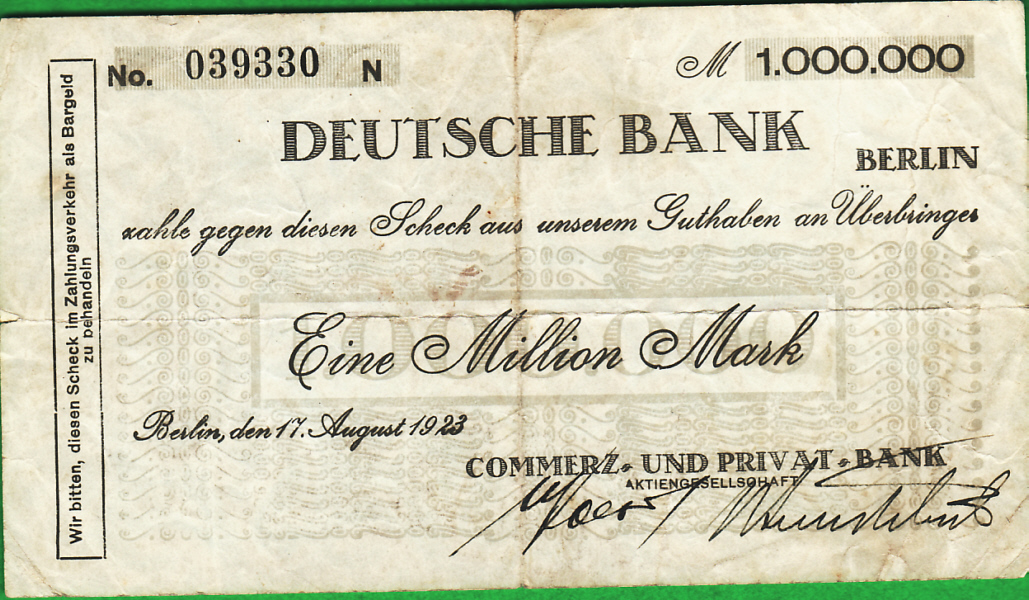 No. 039330 N
M 1.000.000
DEUTSCHE BANK
BERLIN
zahle gegen diesen Scheck aus unserem Guthaben an Überbringer
Eine Million Mark
Berlin, den 17. August 1923
COMMERZ- UND PRIVAT-BANK
AKTIENGESELLSCHAFT
Wir bitten, diesen Scheck im Zahlungsverkehr als Bargeld
zu behandeln